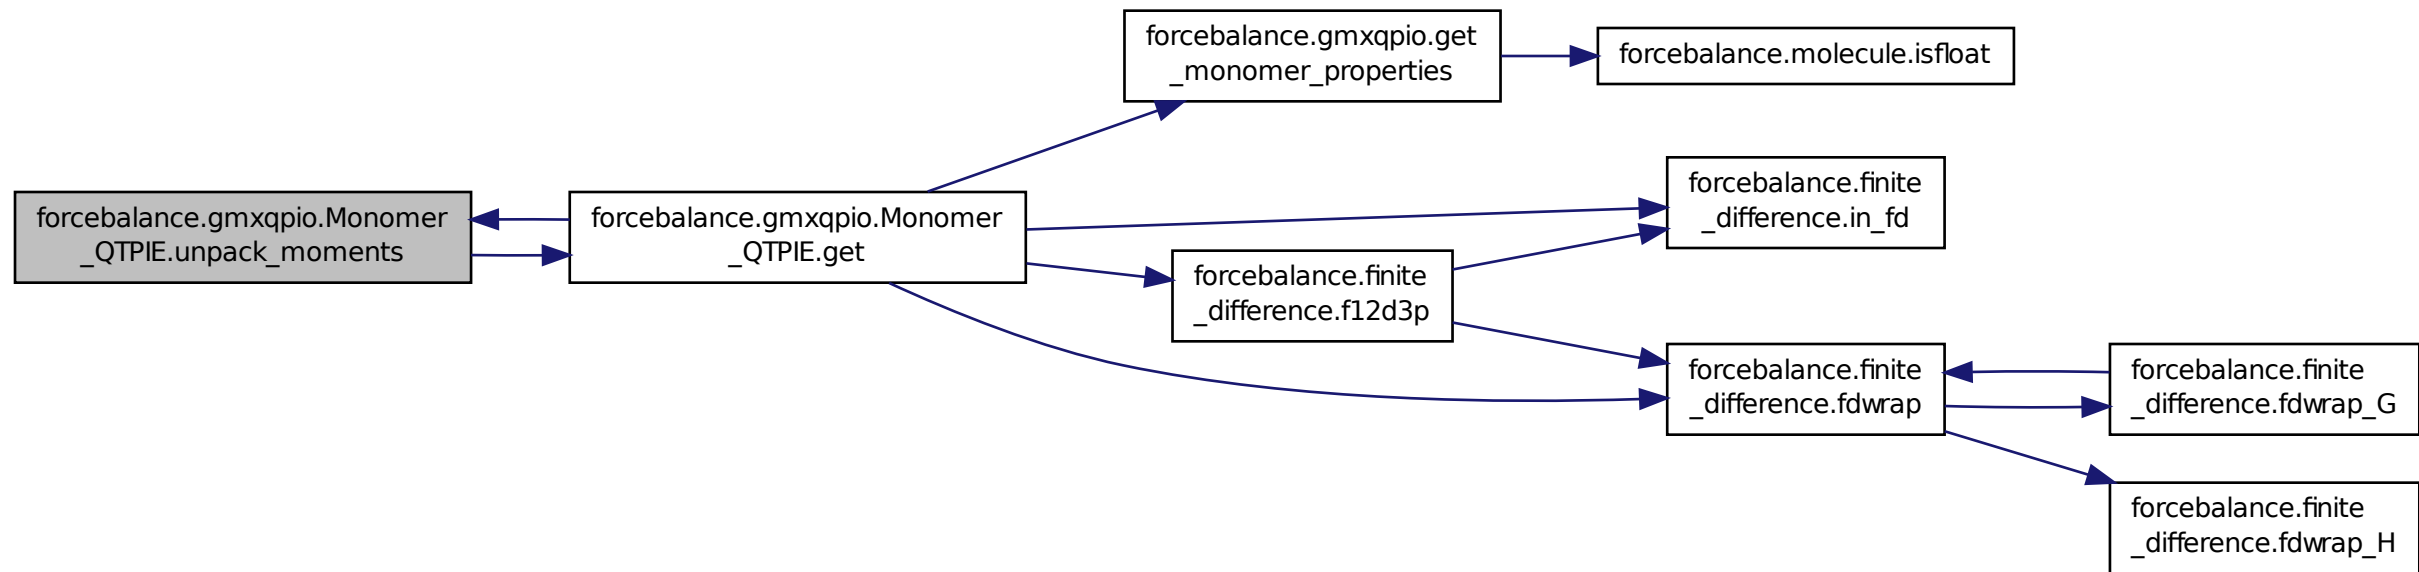 forcebalance.gmxqpio.Monomer
_QTPIE.unpack_moments
forcebalance.gmxqpio.Monomer
_QTPIE.get
forcebalance.gmxqpio.get
_monomer_properties
forcebalance.molecule.isfloat
forcebalance.finite
_difference.in_fd
forcebalance.finite
_difference.f12d3p
forcebalance.finite
_difference.fdwrap
forcebalance.finite
_difference.fdwrap_G
forcebalance.finite
_difference.fdwrap_H